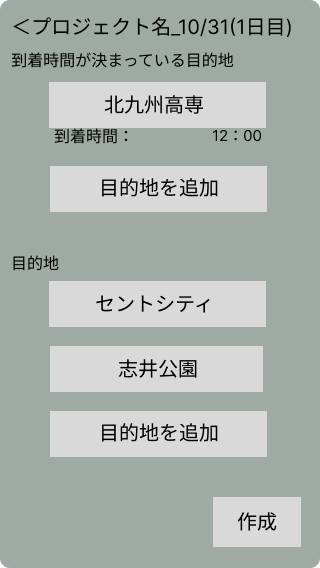 ＜プロジェクト名_10/31(1日目)
到着時間が決まっている目的地
北九州高専
到着時間： 12：00
目的地を追加
目的地
セントシティ
志井公園
目的地を追加
作成